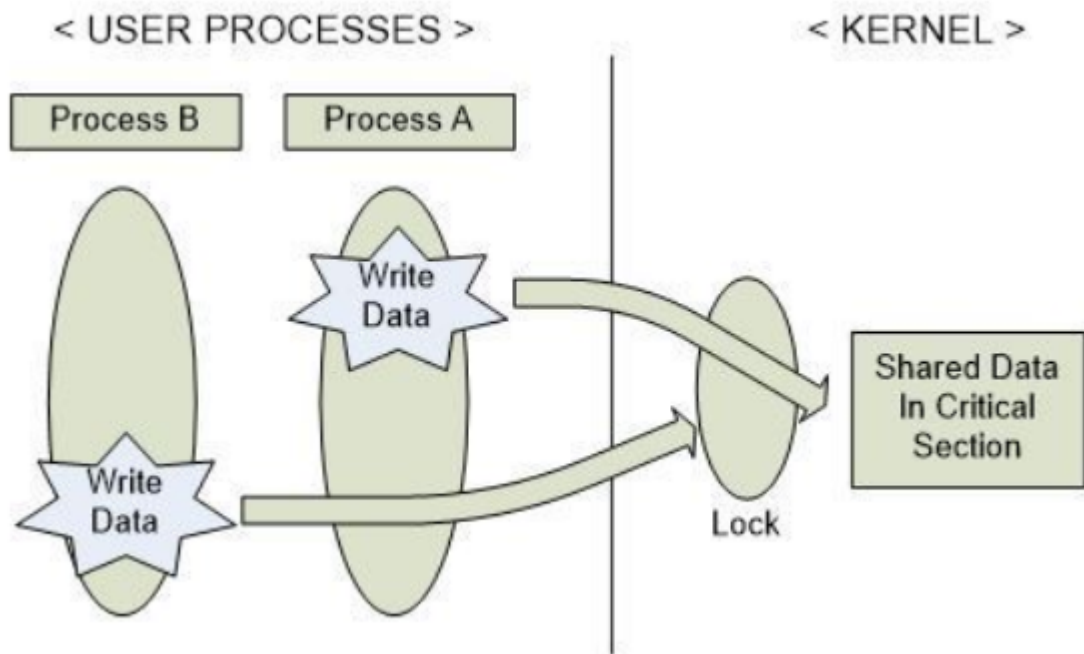 < USER PROCESSES >
< KERNEL >
Process B
Process A
Write
Data
Write
Data
Lock
Shared Data
In Critical
Section